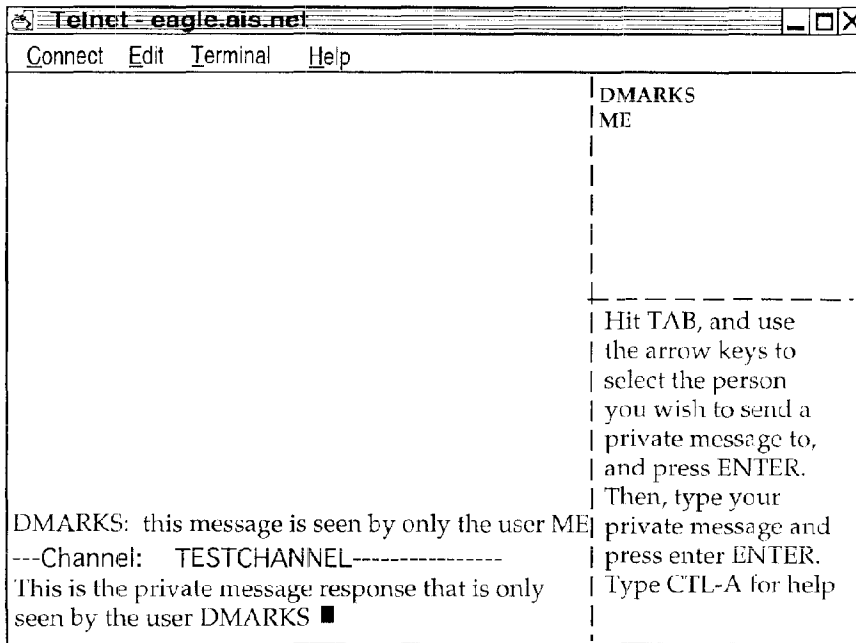 Telnet - eagle.ais.net
Connect Edit Terminal Help
DMARKS
ME
Hit TAB, and use
the arrow keys to
select the person
you wish to send a
private message to,
and press ENTER.
Then, type your
private message and
press enter ENTER.
Type CTL-A for help
DMARKS: this message is seen by only the user ME
---Channel: TESTCHANNEL----------------
This is the private message response that is only
seen by the user DMARKS